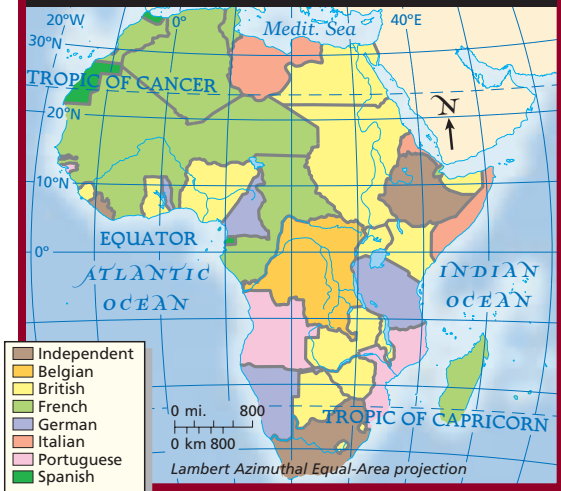 20°W
0°
Medit. Sea
40°E
30°N
TROPIC OF CANCER
N
20°N
10°N
EQUATOR
0°
ATLANTIC
OCEAN
INDIAN
OCEAN
Independent
Belgian
British
French
German
Italian
Portuguese
Spanish
0 mi. 800
0 km 800
TROPIC OF CAPRICORN
Lambert Azimuthal Equal-Area projection